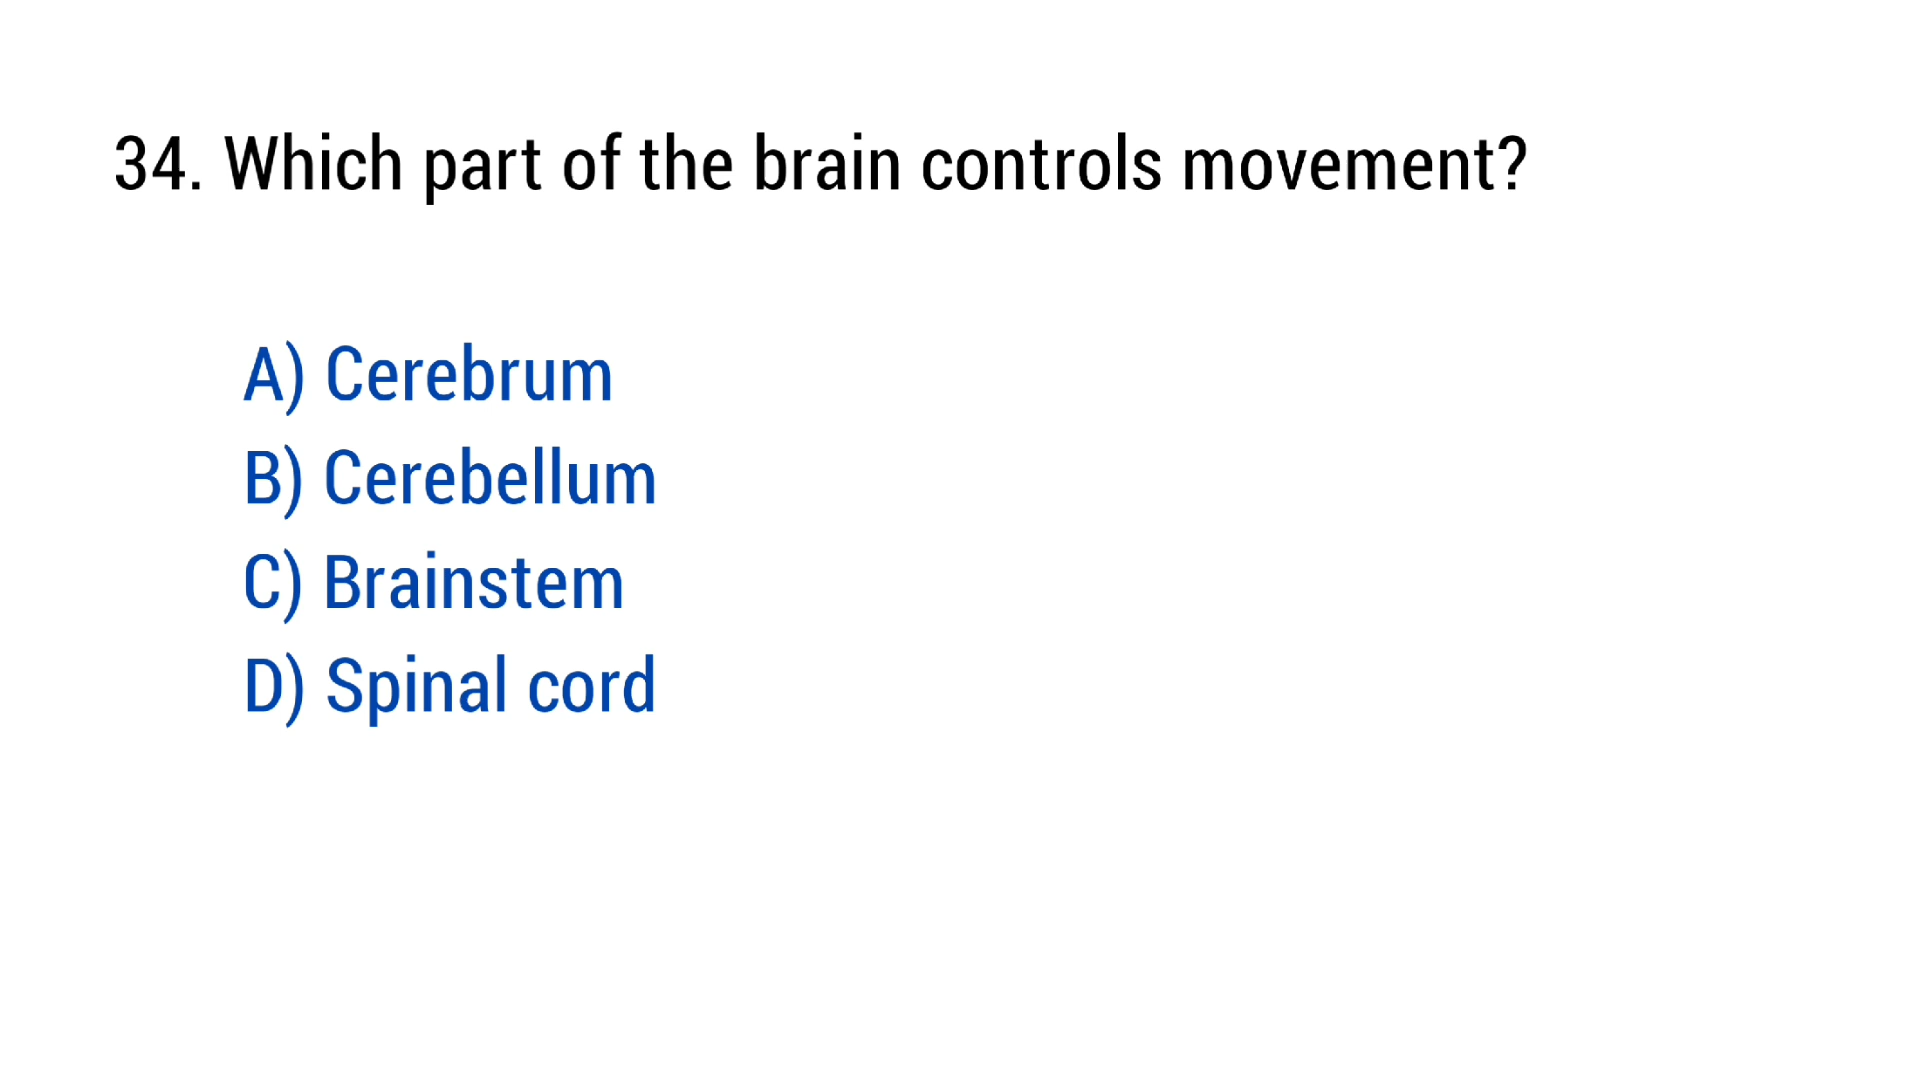 34. Which part of the brain controls movement?
A) Cerebrum
B) Cerebellum
C) Brainstem
D) Spinal cord